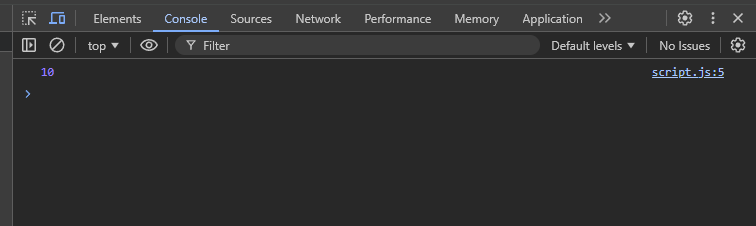 Elements Console Sources Network Performance Memory Application
top Filter Default levels No Issues
10 script.js:5